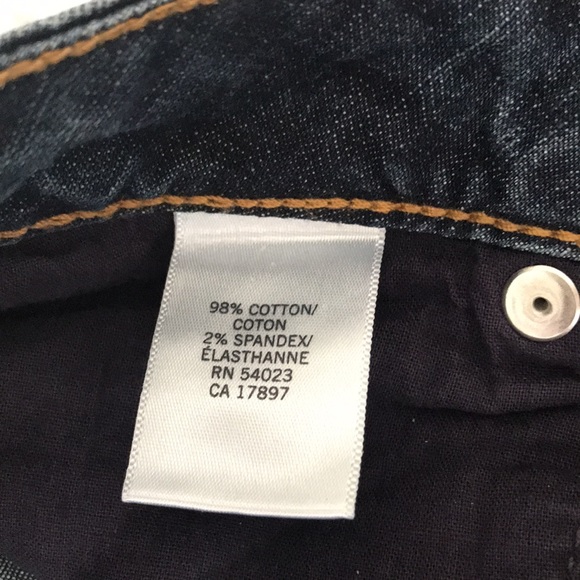 98% COTTON/
COTON
2% SPANDEX/
ÉLASTHANNE
RN 54023
CA 17897